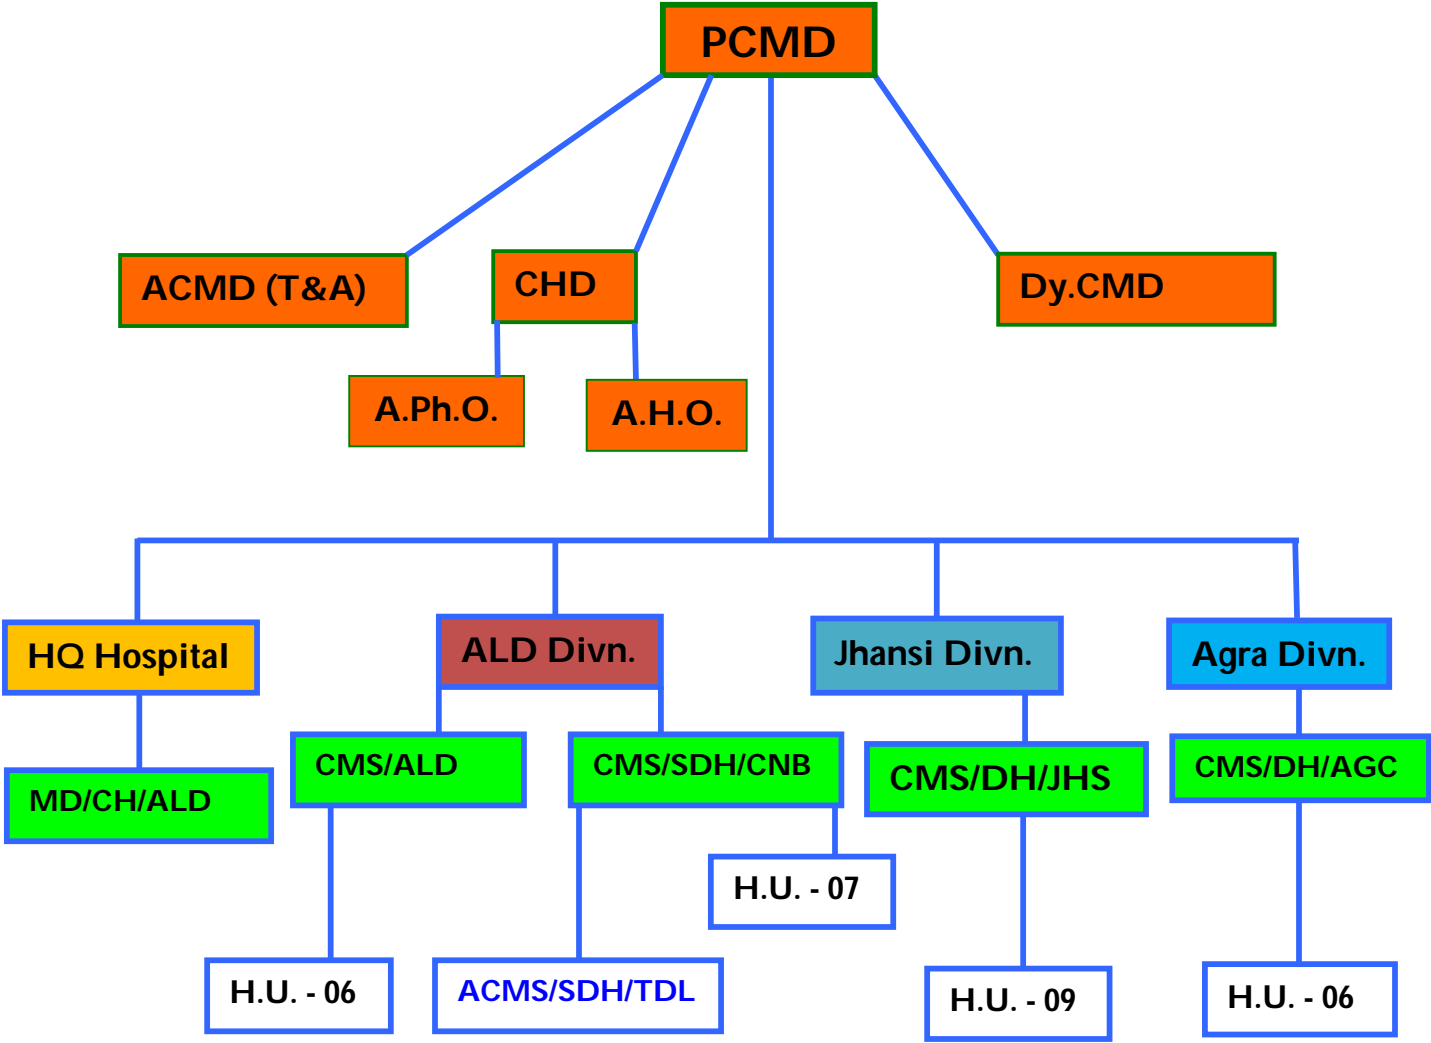 PCMD
ACMD (T&A)
CHD
Dy.CMD
A.Ph.O.
A.H.O.
HQ Hospital
ALD Divn.
Jhansi Divn.
Agra Divn.
MD/CH/ALD
CMS/ALD
CMS/SDH/CNB
CMS/DH/JHS
CMS/DH/AGC
H.U. - 07
H.U. - 06
ACMS/SDH/TDL
H.U. - 09
H.U. - 06